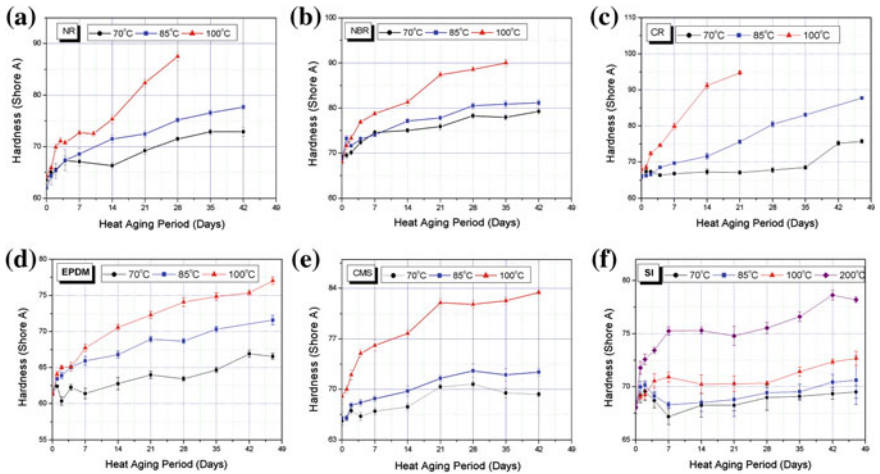 (a)
NR
70°C 85°C 100°C
Hardness (Shore A)
90
80
70
60
0 7 14 21 28 35 42 49
Heat Aging Period (Days)
(b)
NBR
70°C 85°C 100°C
Hardness (Shore A)
100
90
80
70
60
0 7 14 21 28 35 42 49
Heat Aging Period (Days)
(c)
CR
70°C 85°C 100°C
Hardness (Shore A)
110
100
90
80
70
60
0 7 14 21 28 35 42 49
Heat Aging Period (Days)
(d)
EPDM
70°C 85°C 100°C
Hardness (Shore A)
80
75
70
65
60
55
0 7 14 21 28 35 42 49
Heat Aging Period (Days)
(e)
CMS
70°C 85°C 100°C
Hardness (Shore A)
84
77
70
63
0 7 14 21 28 35 42 49
Heat Aging Period (Days)
(f)
SI
70°C 85°C 100°C 200°C
Hardness (Shore A)
80
75
70
65
0 7 14 21 28 35 42 49
Heat Aging Period (Days)